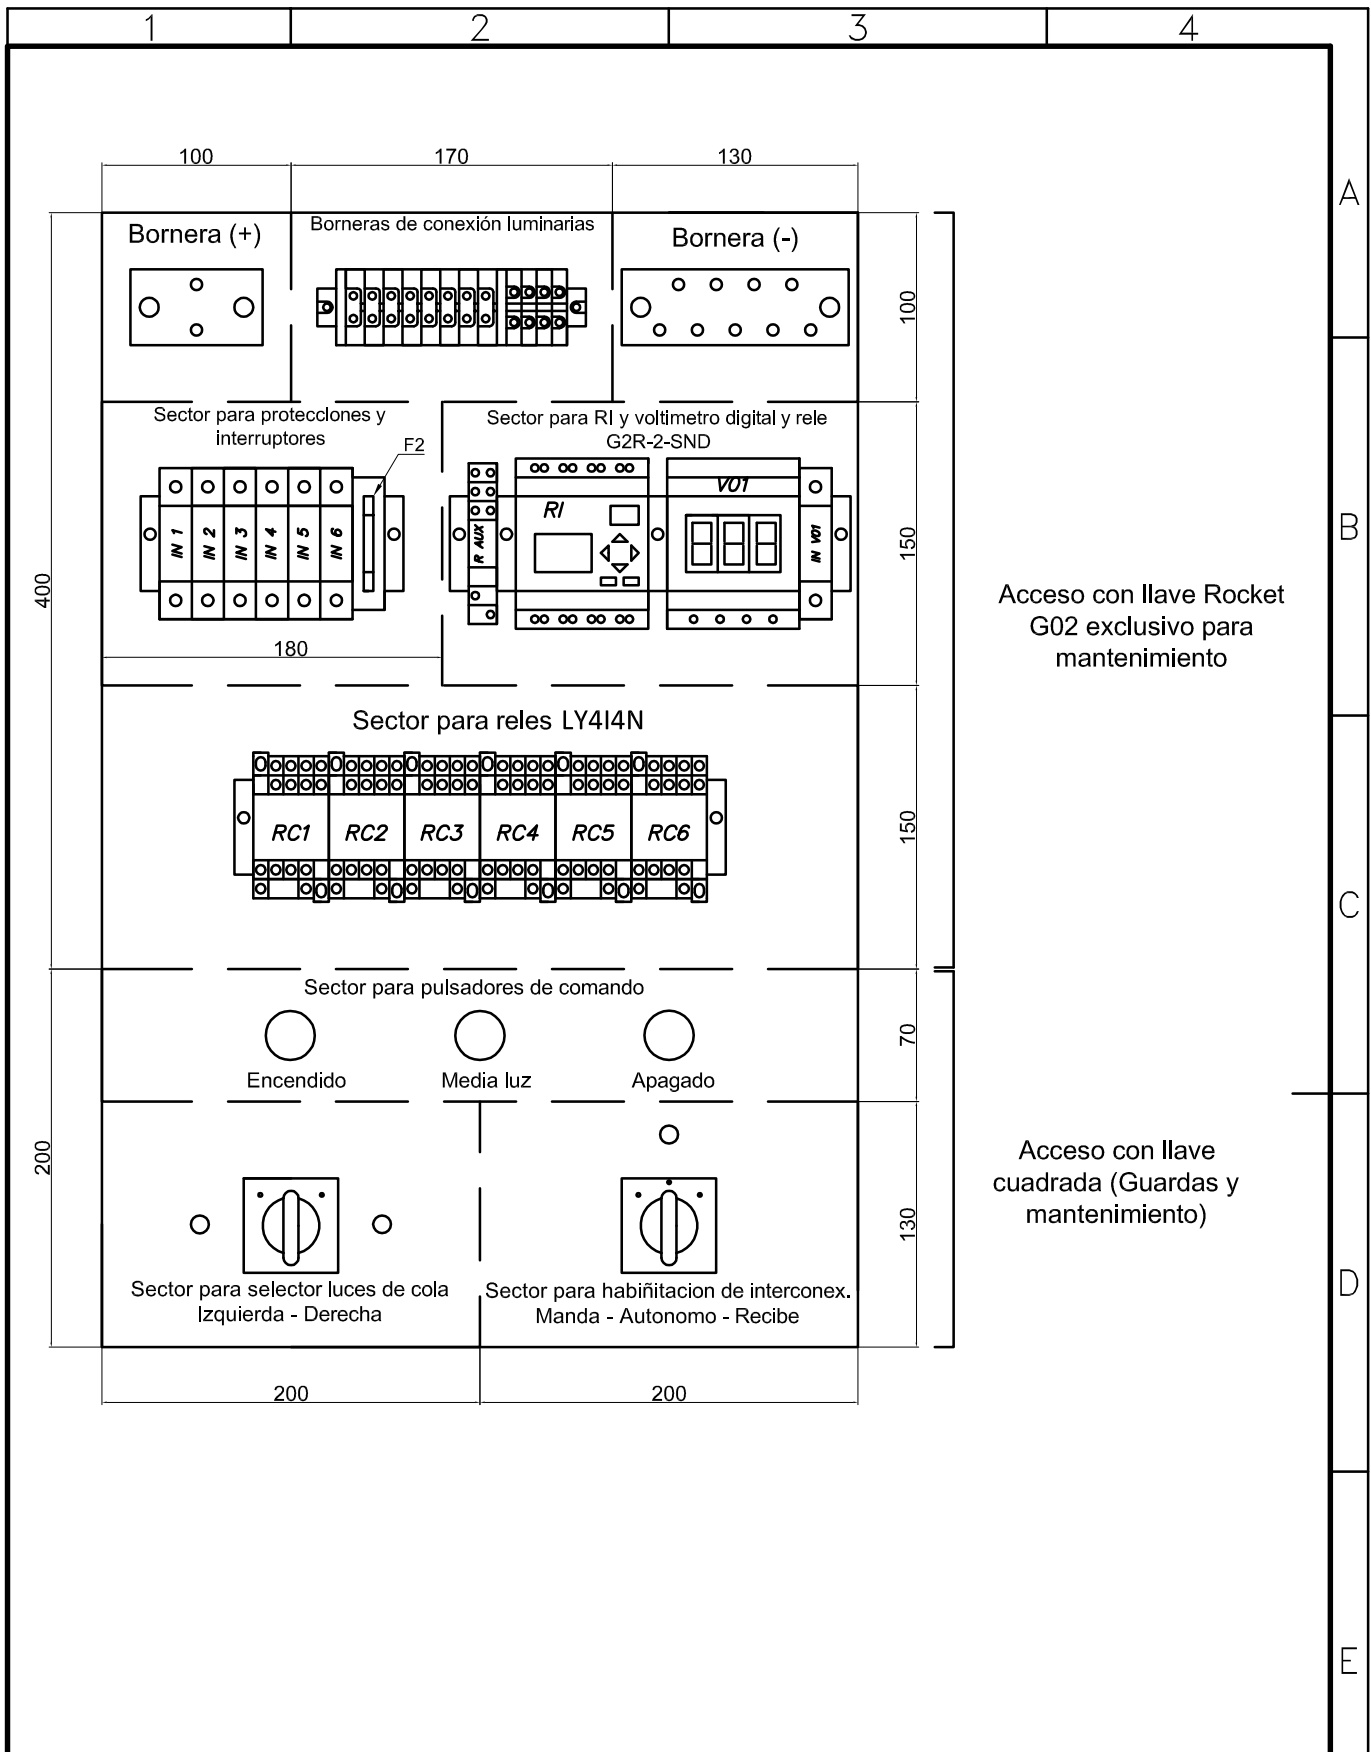 1
2
3
4
A
B
C
D
E
100
170
130
Bornera (+)
Borneras de conexión luminarias
Bornera (-)
100
Sector para protecclones y
interruptores
F2
Sector para RI y voltimetro digital y rele
G2R-2-SND
IN 1
IN 2
IN 3
IN 4
IN 5
IN 6
R AUX
RI
V01
IN V01
150
400
180
Acceso con llave Rocket
G02 exclusivo para
mantenimiento
Sector para reles LY4I4N
RC1
RC2
RC3
RC4
RC5
RC6
150
Sector para pulsadores de comando
Encendido
Media luz
Apagado
70
200
Acceso con llave
cuadrada (Guardas y
mantenimiento)
130
Sector para selector luces de cola
Izquierda - Derecha
Sector para habiñitacion de interconex.
Manda - Autonomo - Recibe
200
200